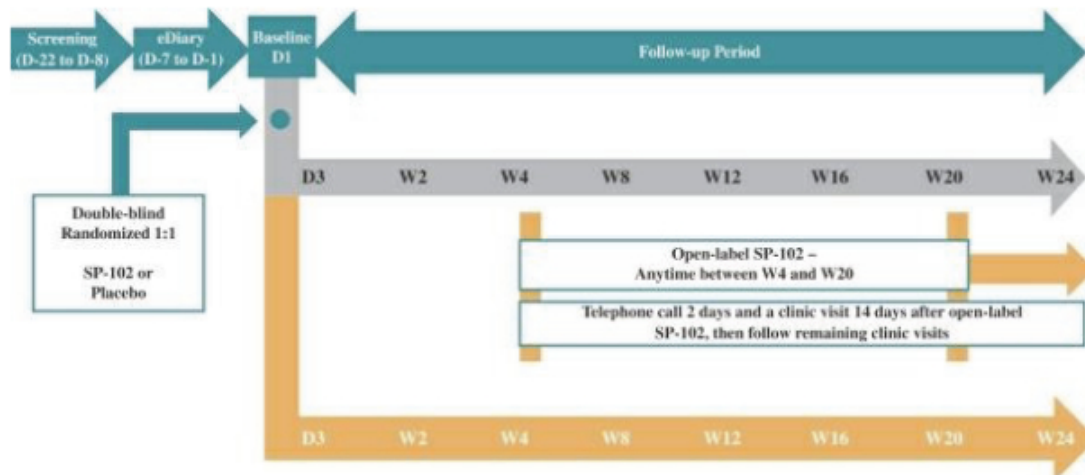 Screening
(D-22 to D-8)
eDiary
(D-7 to D-1)
Baseline
D1
Follow-up Period
D3 W2 W4 W8 W12 W16 W20 W24
Double-blind
Randomized 1:1
SP-102 or
Placebo
Open-label SP-102 –
Anytime between W4 and W20
Telephone call 2 days and a clinic visit 14 days after open-label
SP-102, then follow remaining clinic visits
D3 W2 W4 W8 W12 W16 W20 W24